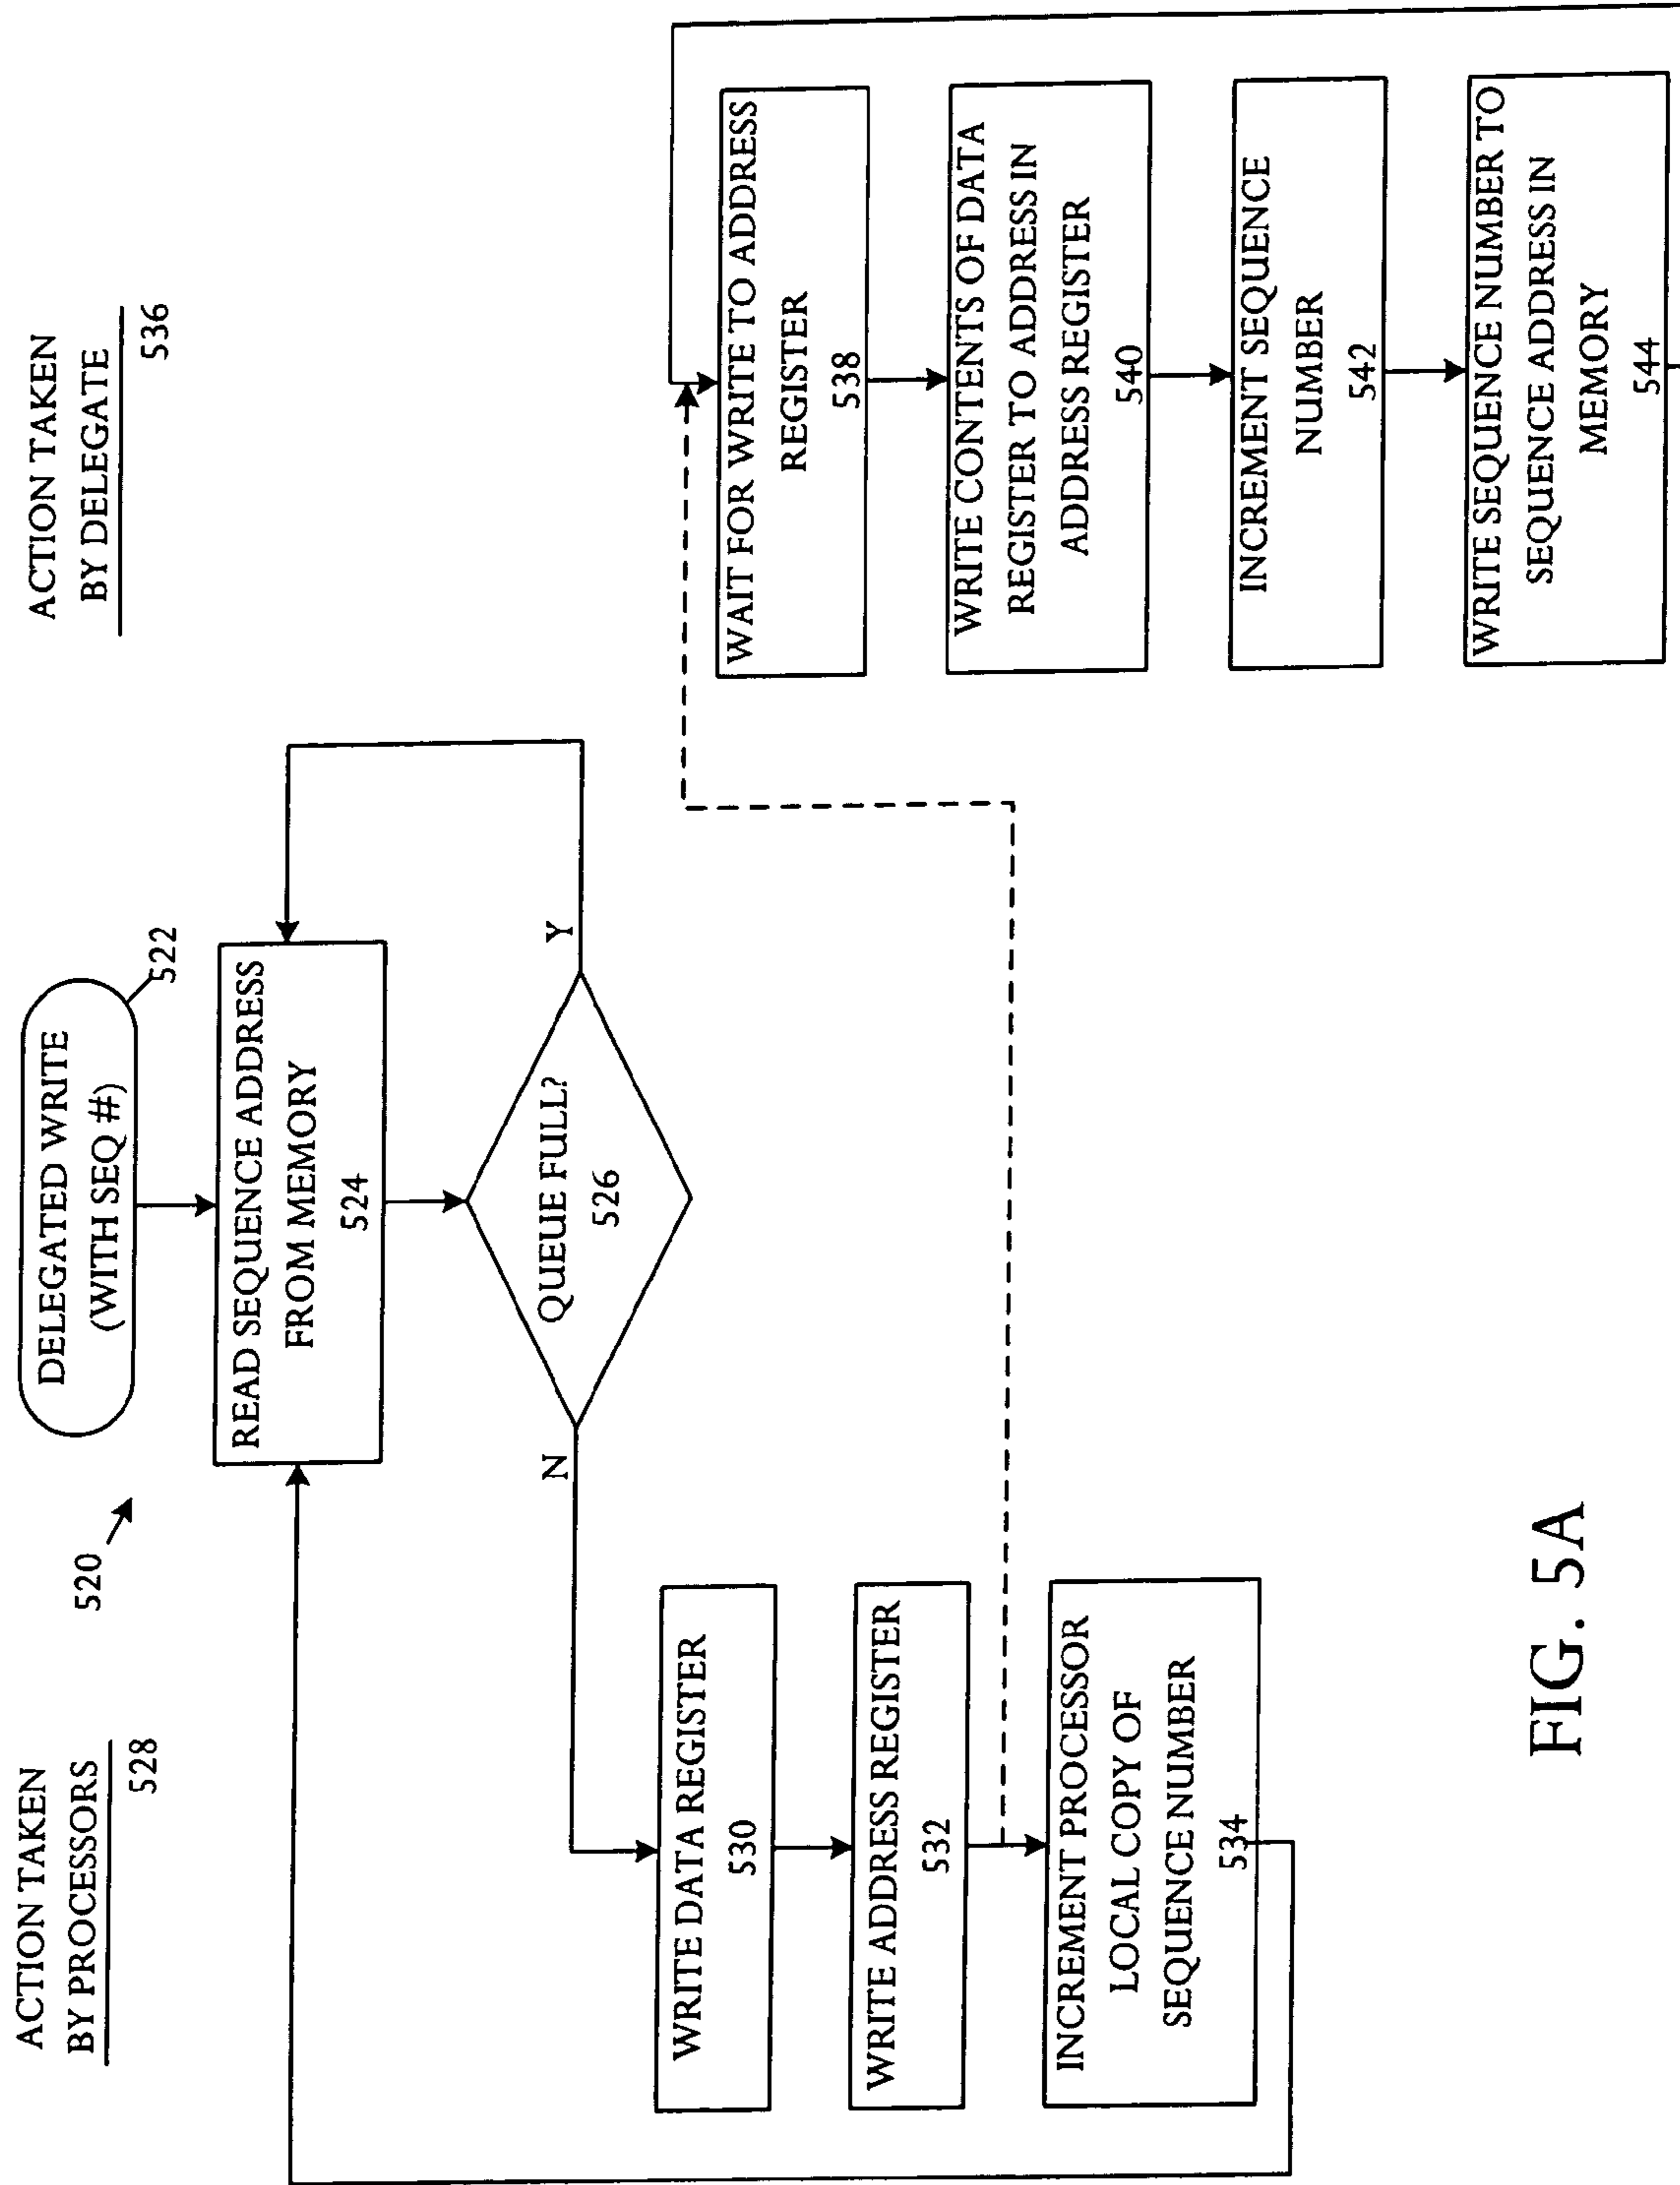 ACTION TAKEN
BY PROCESSORS
528
520
DELEGATED WRITE
(WITH SEQ #)
522
ACTION TAKEN
BY DELEGATE
536
READ SEQUENCE ADDRESS
FROM MEMORY
524
QUEUE FULL?
526
N
Y
WRITE DATA REGISTER
530
WRITE ADDRESS REGISTER
532
INCREMENT PROCESSOR
LOCAL COPY OF
SEQUENCE NUMBER
534
WAIT FOR WRITE TO ADDRESS
REGISTER
538
WRITE CONTENTS OF DATA
REGISTER TO ADDRESS IN
ADDRESS REGISTER
540
INCREMENT SEQUENCE
NUMBER
542
WRITE SEQUENCE NUMBER TO
SEQUENCE ADDRESS IN
MEMORY
544
FIG. 5A